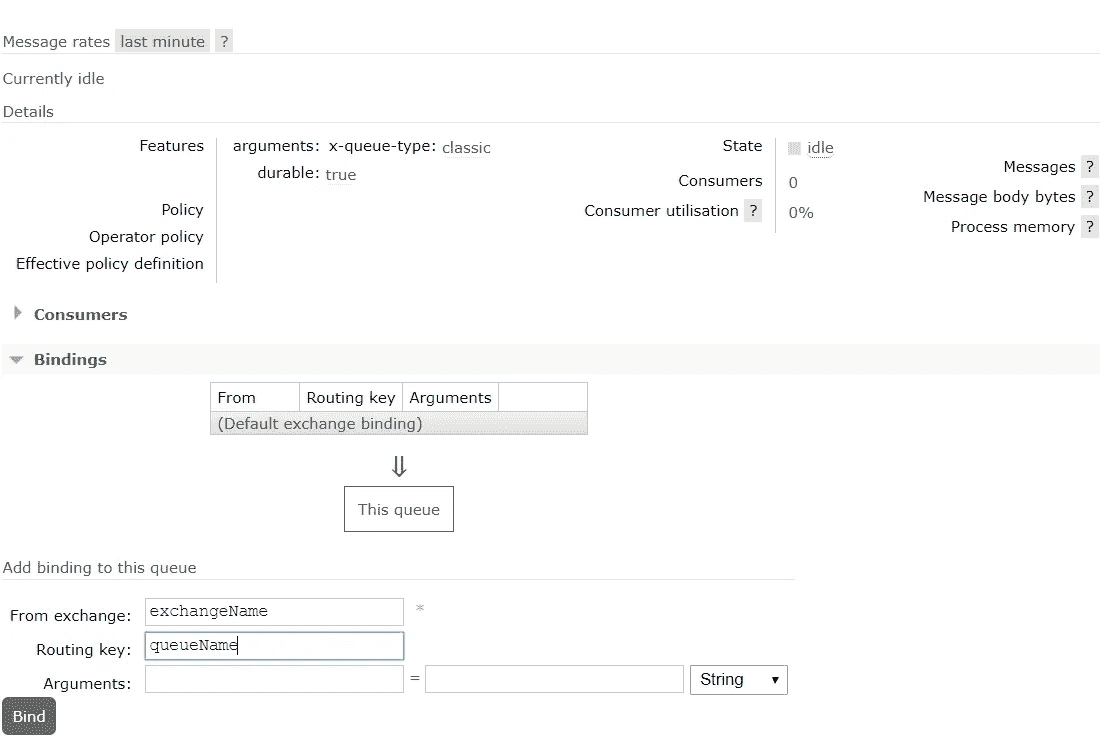 Message rates last minute ?
Currently idle
Details
Features arguments: x-queue-type: classic
durable: true
Policy
Operator policy
Effective policy definition
State idle
Consumers 0
Consumer utilisation ? 0%
Messages ?
Message body bytes ?
Process memory ?
Consumers
Bindings
From Routing key Arguments
(Default exchange binding)
⇓
This queue
Add binding to this queue
From exchange: exchangeName *
Routing key: queueName
Arguments: = String
Bind